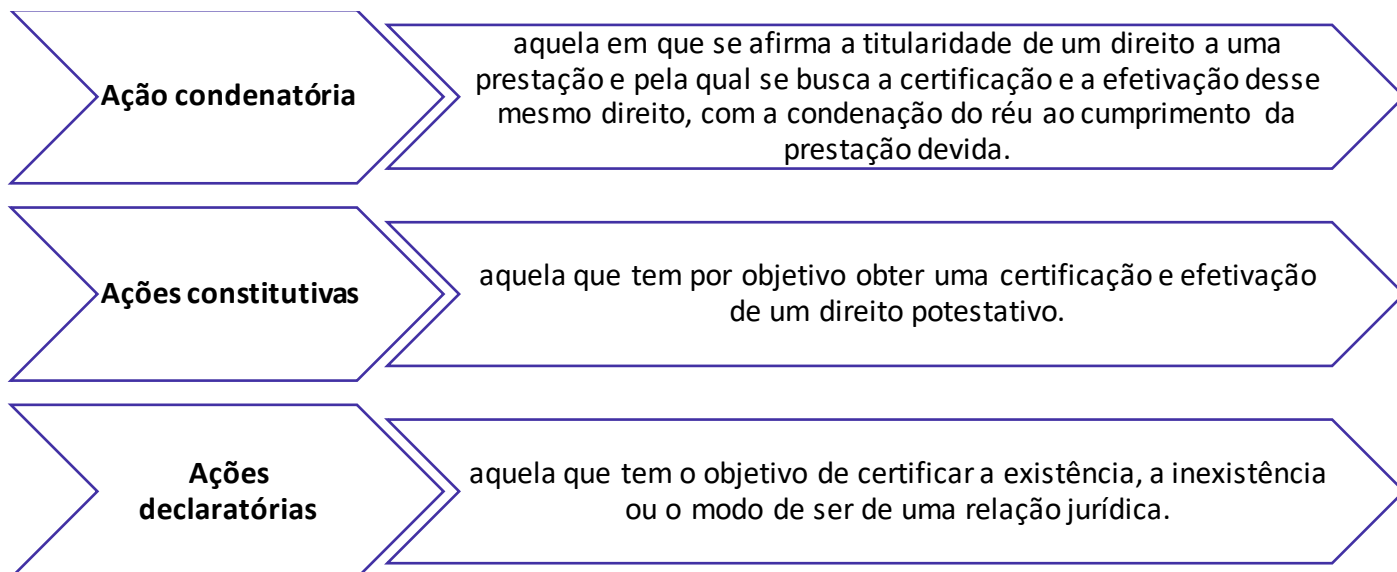 Ação condenatória
aquela em que se afirma a titularidade de um direito a uma
prestação e pela qual se busca a certificação e a efetivação desse
mesmo direito, com a condenação do réu ao cumprimento da
prestação devida.
Ações constitutivas
aquela que tem por objetivo obter uma certificação e efetivação
de um direito potestativo.
Ações
declaratórias
aquela que tem o objetivo de certificar a existência, a inexistência
ou o modo de ser de uma relação jurídica.